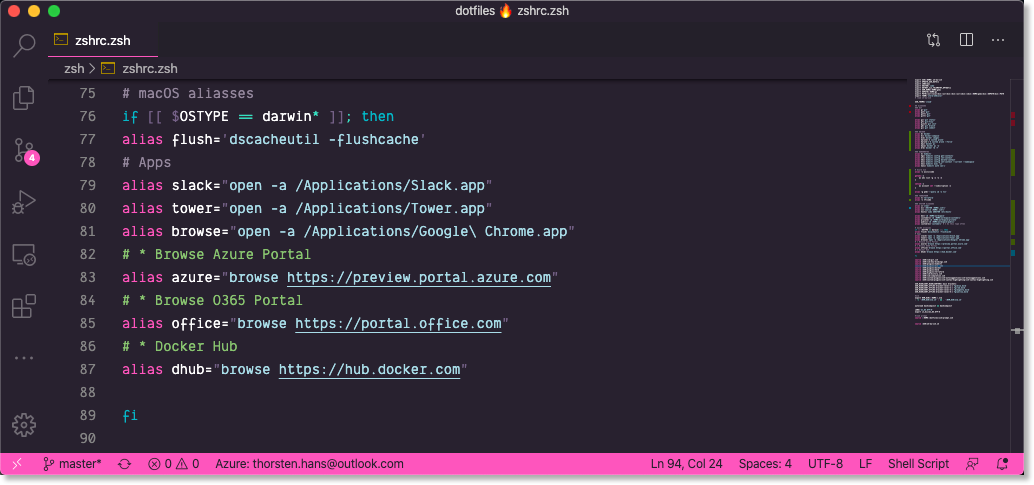 dotfiles 🔥 zshrc.zsh
zshrc.zsh
zsh > zshrc.zsh
75 # macOS aliasses
76 if [[ $OSTYPE == darwin* ]]; then
77 alias flush='dscacheutil -flushcache'
78 # Apps
79 alias slack="open -a /Applications/Slack.app"
80 alias tower="open -a /Applications/Tower.app"
81 alias browse="open -a /Applications/Google\ Chrome.app"
82 # * Browse Azure Portal
83 alias azure="browse https://preview.portal.azure.com"
84 # * Browse O365 Portal
85 alias office="browse https://portal.office.com"
86 # * Docker Hub
87 alias dhub="browse https://hub.docker.com"
88
89 fi
90
4
master* 0 0 Azure: thorsten.hans@outlook.com Ln 94, Col 24 Spaces: 4 UTF-8 LF Shell Script